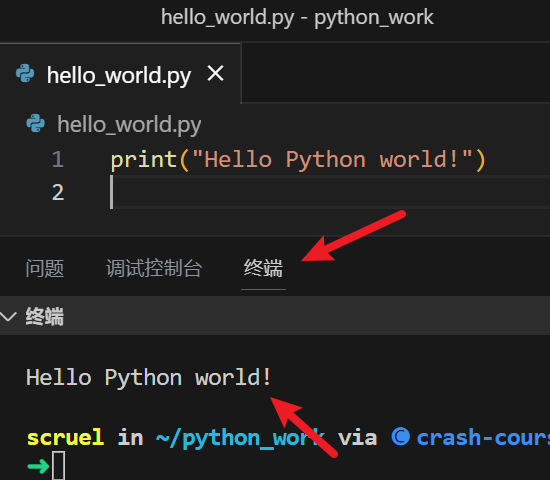 hello_world.py - python_work
hello_world.py
hello_world.py
1 print("Hello Python world!")
2
问题 调试控制台 终端
终端
Hello Python world!
scruel in ~/python_work via C crash-cour